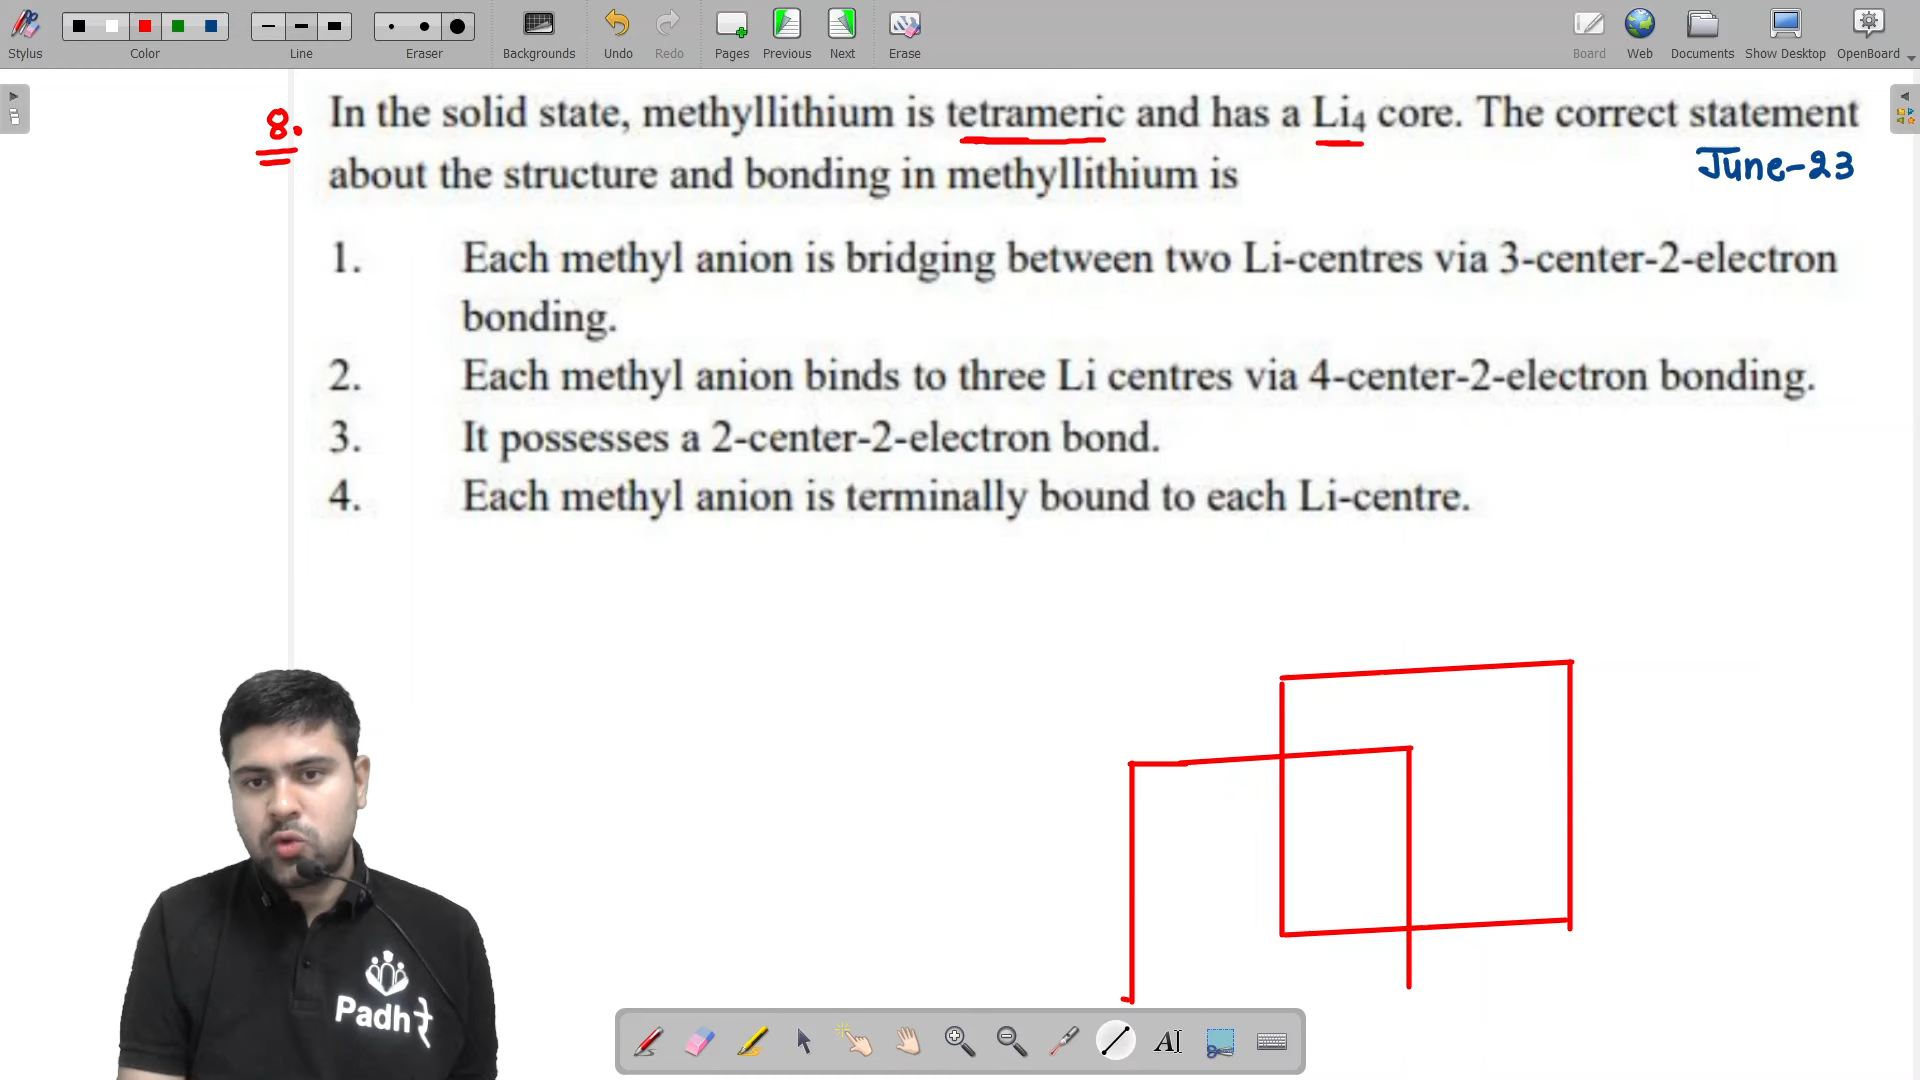 Stylus Color Line Eraser Backgrounds Undo Redo Pages Previous Next Erase Board Web Documents Show Desktop OpenBoard
8. In the solid state, methyllithium is tetrameric and has a Li₄ core. The correct statement
about the structure and bonding in methyllithium is
June-23
1. Each methyl anion is bridging between two Li-centres via 3-center-2-electron
bonding.
2. Each methyl anion binds to three Li centres via 4-center-2-electron bonding.
3. It possesses a 2-center-2-electron bond.
4. Each methyl anion is terminally bound to each Li-centre.
Padhरे